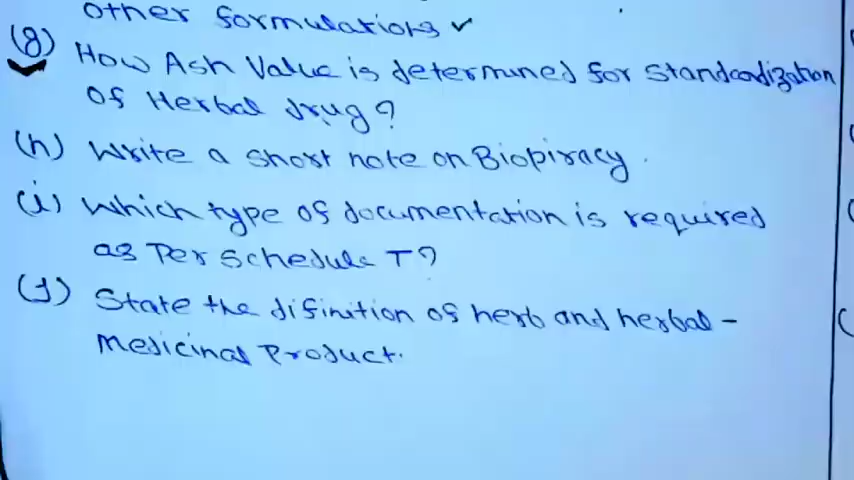 other formulations ✓
(g) How Ash Value is determined for standardization
of Herbal drug?
(h) Write a short note on Biopiracy.
(i) Which type of documentation is required
as Per schedule T?
(J) State the difinition of herb and herbal -
medicinal Product.